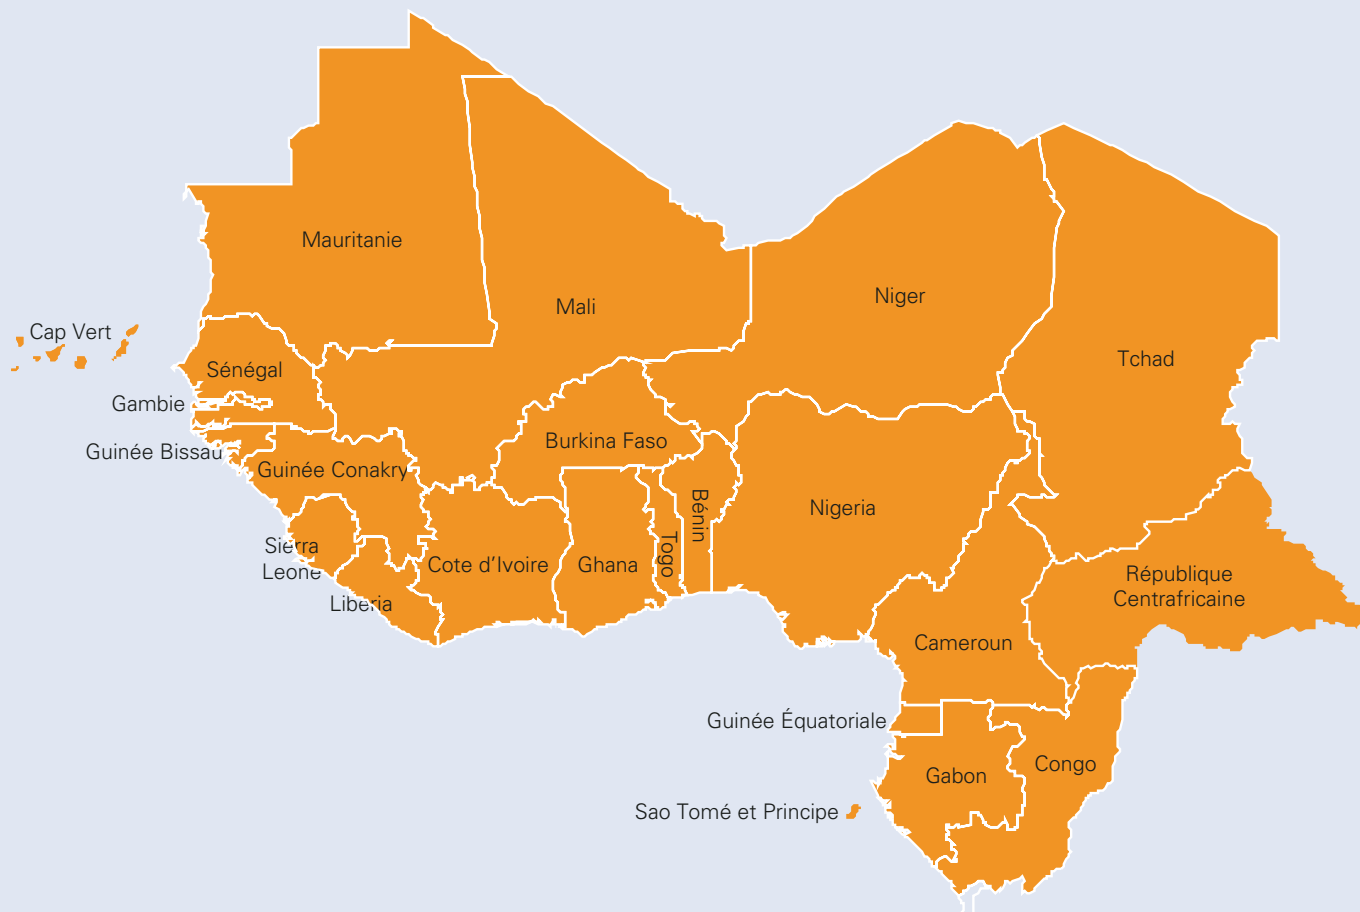 Mauritanie
Mali
Niger
Tchad
Cap Vert
Sénégal
Gambie
Guinée Bissau
Guinée Conakry
Burkina Faso
Bénin
Togo
Nigeria
Sierra
Leone
Liberia
Cote d’Ivoire
Ghana
République
Centrafricaine
Cameroun
Guinée Équatoriale
Gabon
Congo
Sao Tomé et Principe